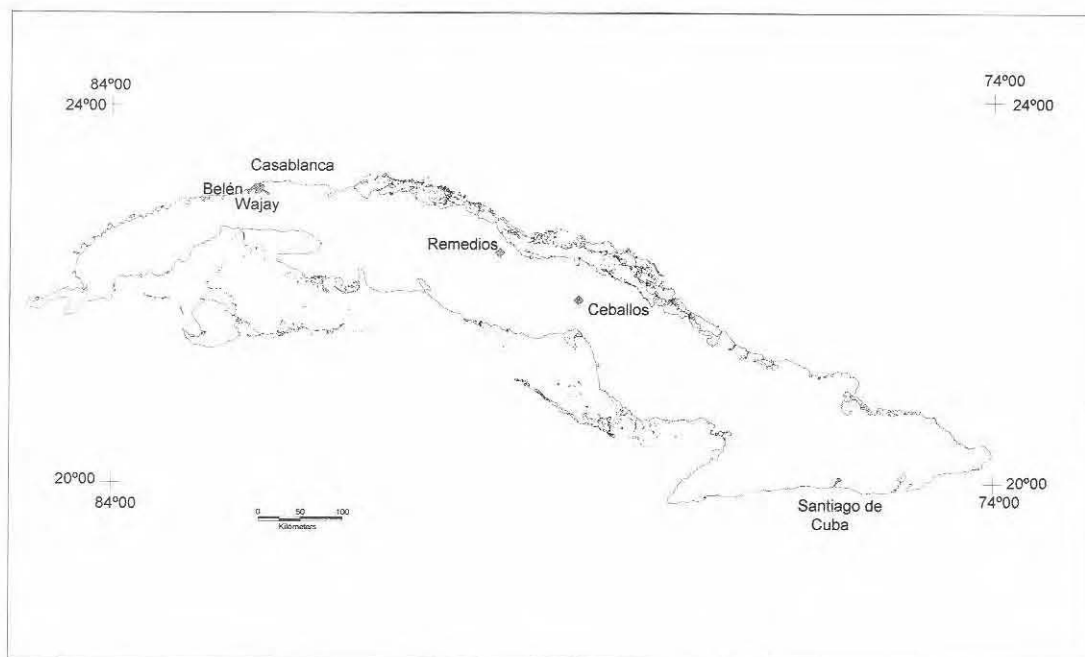 84º00
24º00
74º00
24º00
Casablanca
Belén
Wajay
Remedios
Ceballos
20º00
84º00
20º00
74º00
0 50 100
Kilometers
Santiago de
Cuba